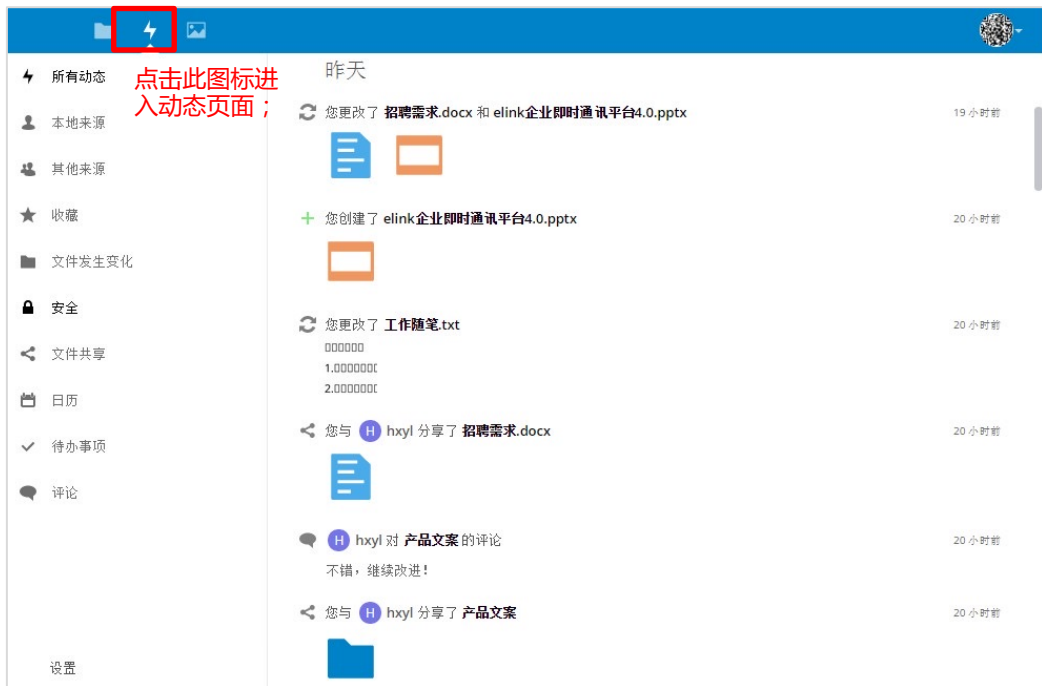 点击此图标进
入动态页面；
所有动态
本地来源
其他来源
收藏
文件发生变化
安全
文件共享
日历
待办事项
评论
设置
昨天
您更改了 招聘需求.docx 和 elink企业即时通讯平台4.0.pptx
19 小时前
您创建了 elink企业即时通讯平台4.0.pptx
20 小时前
您更改了 工作随笔.txt
20 小时前
1.
2.
您与 H hxyl 分享了 招聘需求.docx
20 小时前
H hxyl 对 产品文案 的评论
20 小时前
不错，继续改进！
您与 H hxyl 分享了 产品文案
20 小时前